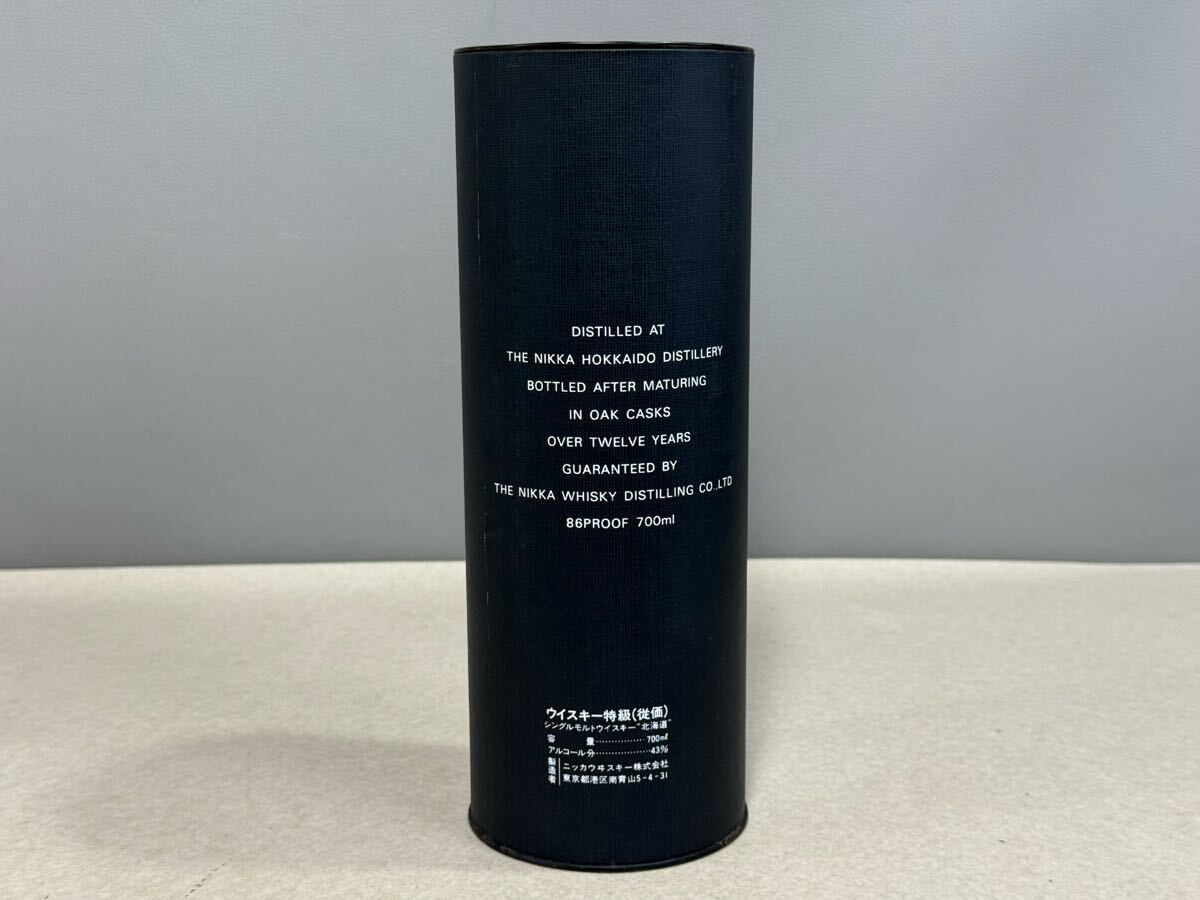 DISTILLED AT
THE NIKKA HOKKAIDO DISTILLERY
BOTTLED AFTER MATURING
IN OAK CASKS
OVER TWELVE YEARS
GUARANTEED BY
THE NIKKA WHISKY DISTILLING CO.,LTD
86PROOF 700ml
ウイスキー特級(従価)
シングルモルトウイスキー"北海道"
容量················700mℓ
アルコール分··················43%
製造者 ニッカウヰスキー株式会社
東京都港区南青山5-4-31